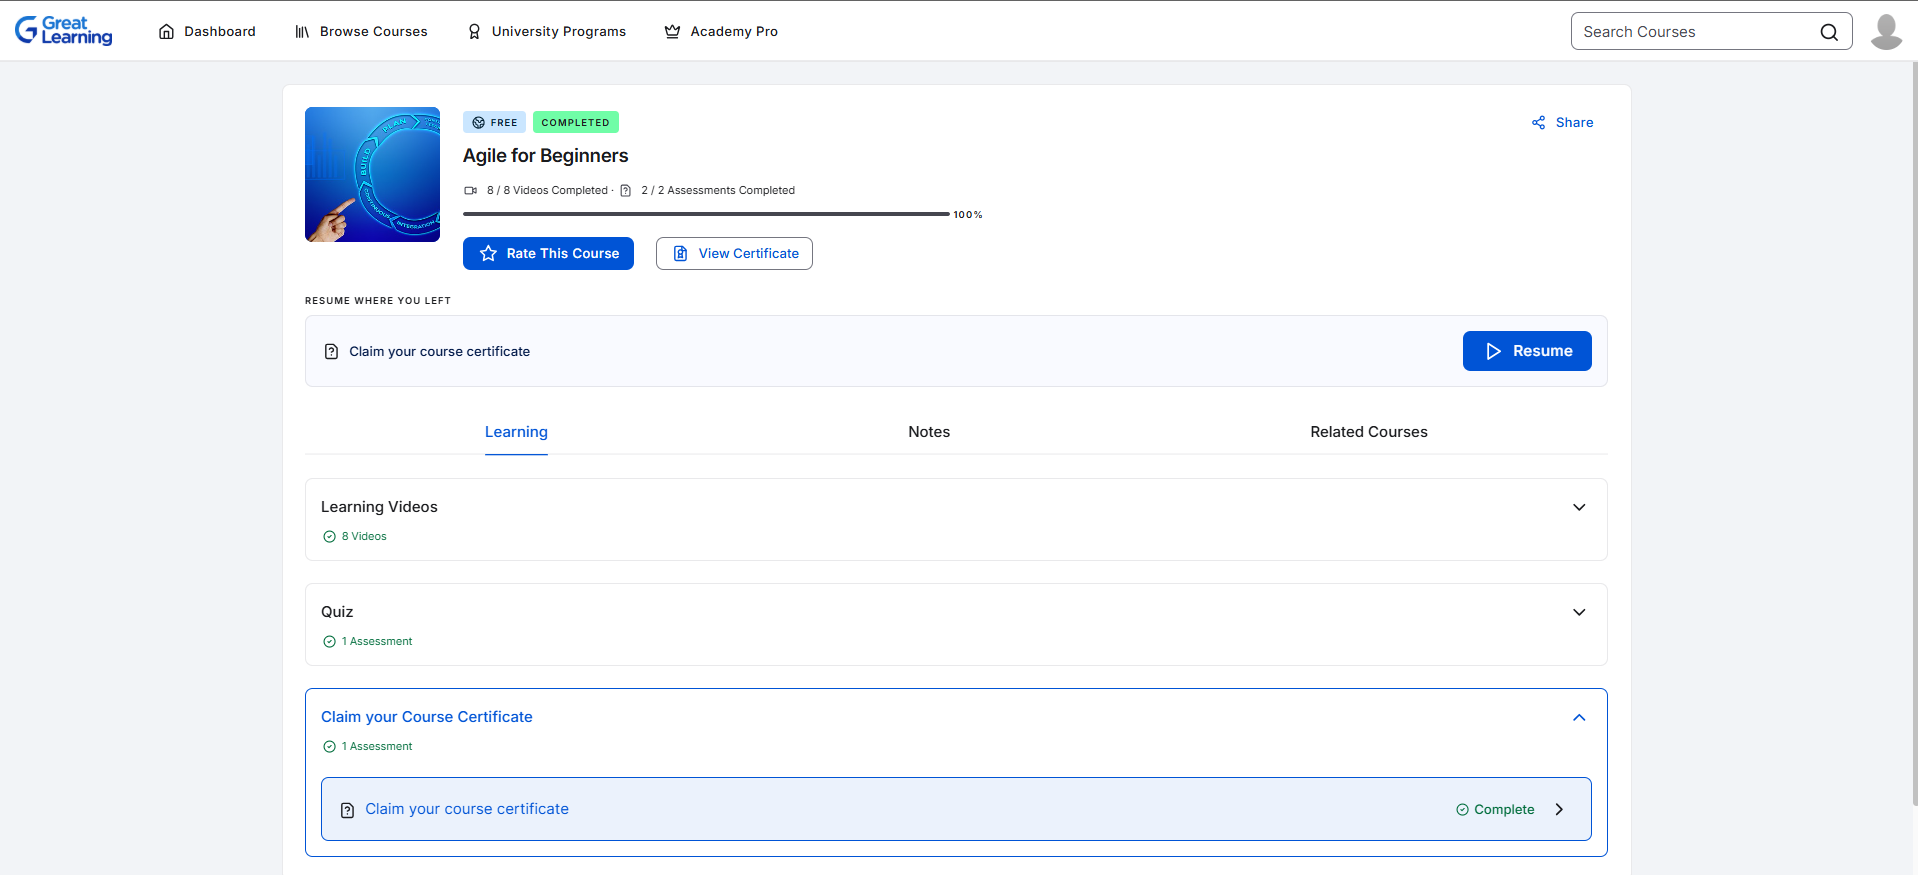 Great Learning
Dashboard
Browse Courses
University Programs
Academy Pro
Search Courses
PLAN
BUILD
CONTINUOUS
INTEGRATION
FREE
COMPLETED
Share
Agile for Beginners
8 / 8 Videos Completed · 2 / 2 Assessments Completed
100%
Rate This Course
View Certificate
RESUME WHERE YOU LEFT
Claim your course certificate
Resume
Learning
Notes
Related Courses
Learning Videos
8 Videos
Quiz
1 Assessment
Claim your Course Certificate
1 Assessment
Claim your course certificate
Complete